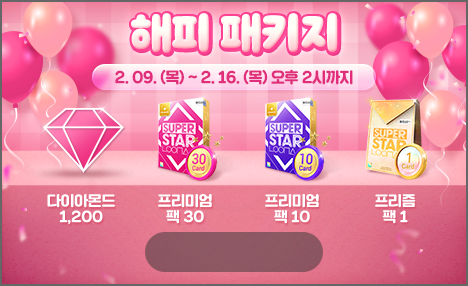 해피 패키지
2. 09. (목) ~ 2. 16. (목) 오후 2시까지
SUPER
STAR
LOONA
30
Card
SUPER
STAR
LOONA
10
Card
SUPER
STAR
1
Card
다이아몬드
1,200
프리미엄
팩 30
프리미엄
팩 10
프리즘
팩 1